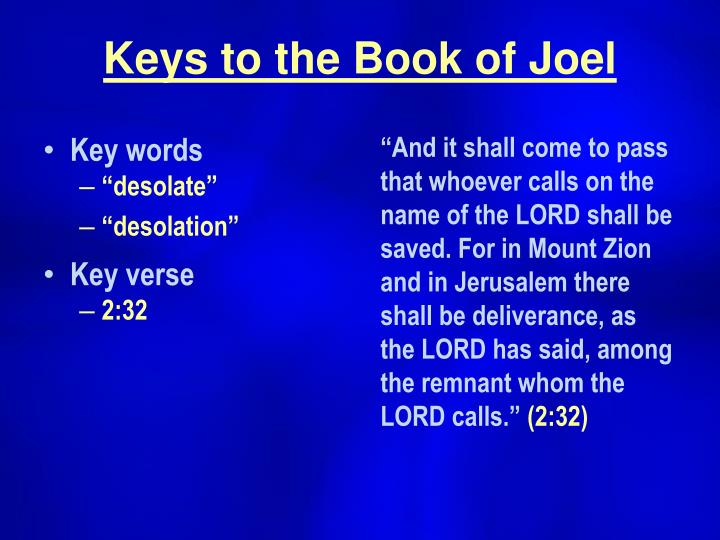 Keys to the Book of Joel
• Key words
– “desolate”
– “desolation”
• Key verse
– 2:32
“And it shall come to pass
that whoever calls on the
name of the LORD shall be
saved. For in Mount Zion
and in Jerusalem there
shall be deliverance, as
the LORD has said, among
the remnant whom the
LORD calls.” (2:32)